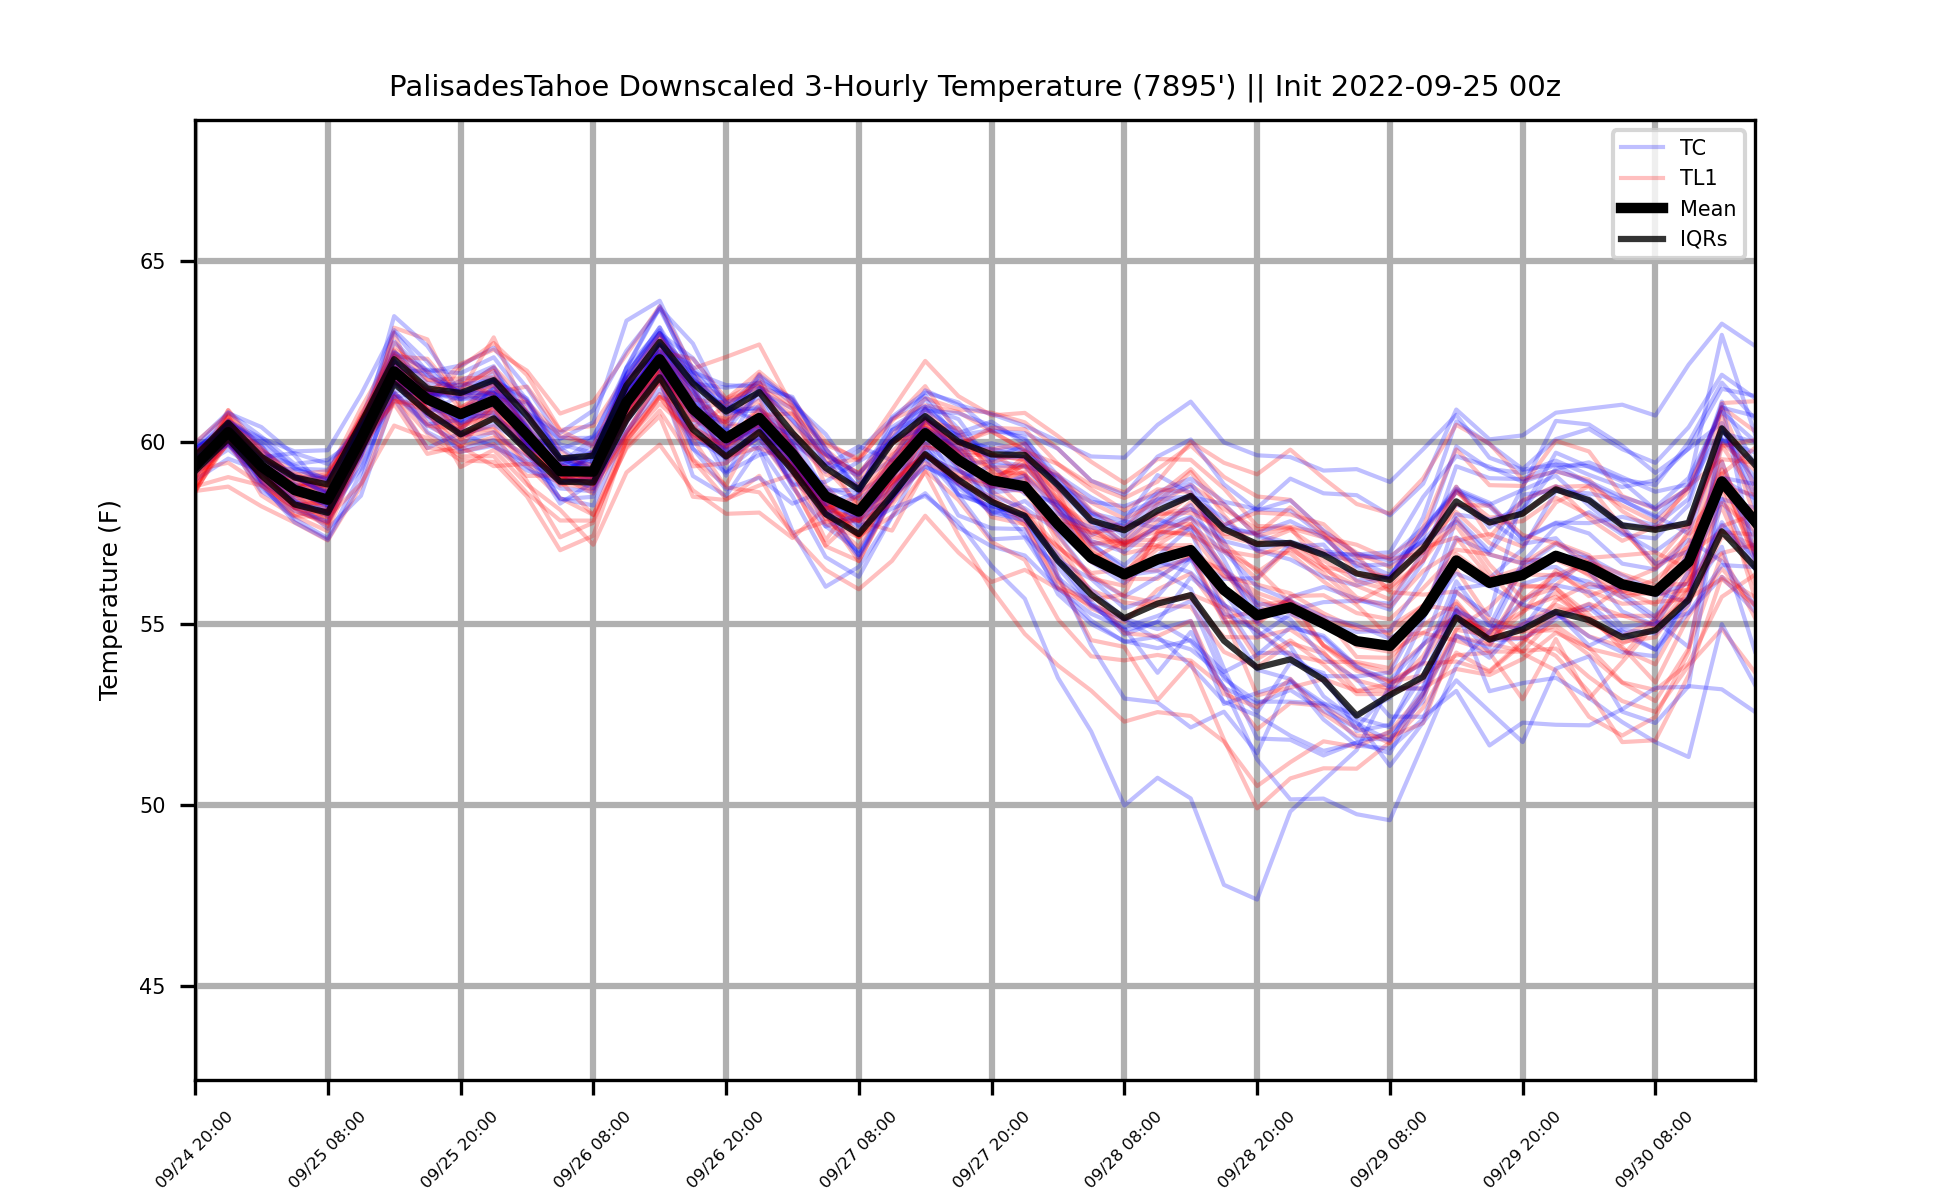 PalisadesTahoe Downscaled 3-Hourly Temperature (7895') || Init 2022-09-25 00z
TC
TL1
Mean
IQRs
Temperature (F)
65
60
55
50
45
09/24 20:00
09/25 08:00
09/25 20:00
09/26 08:00
09/26 20:00
09/27 08:00
09/27 20:00
09/28 08:00
09/28 20:00
09/29 08:00
09/29 20:00
09/30 08:00